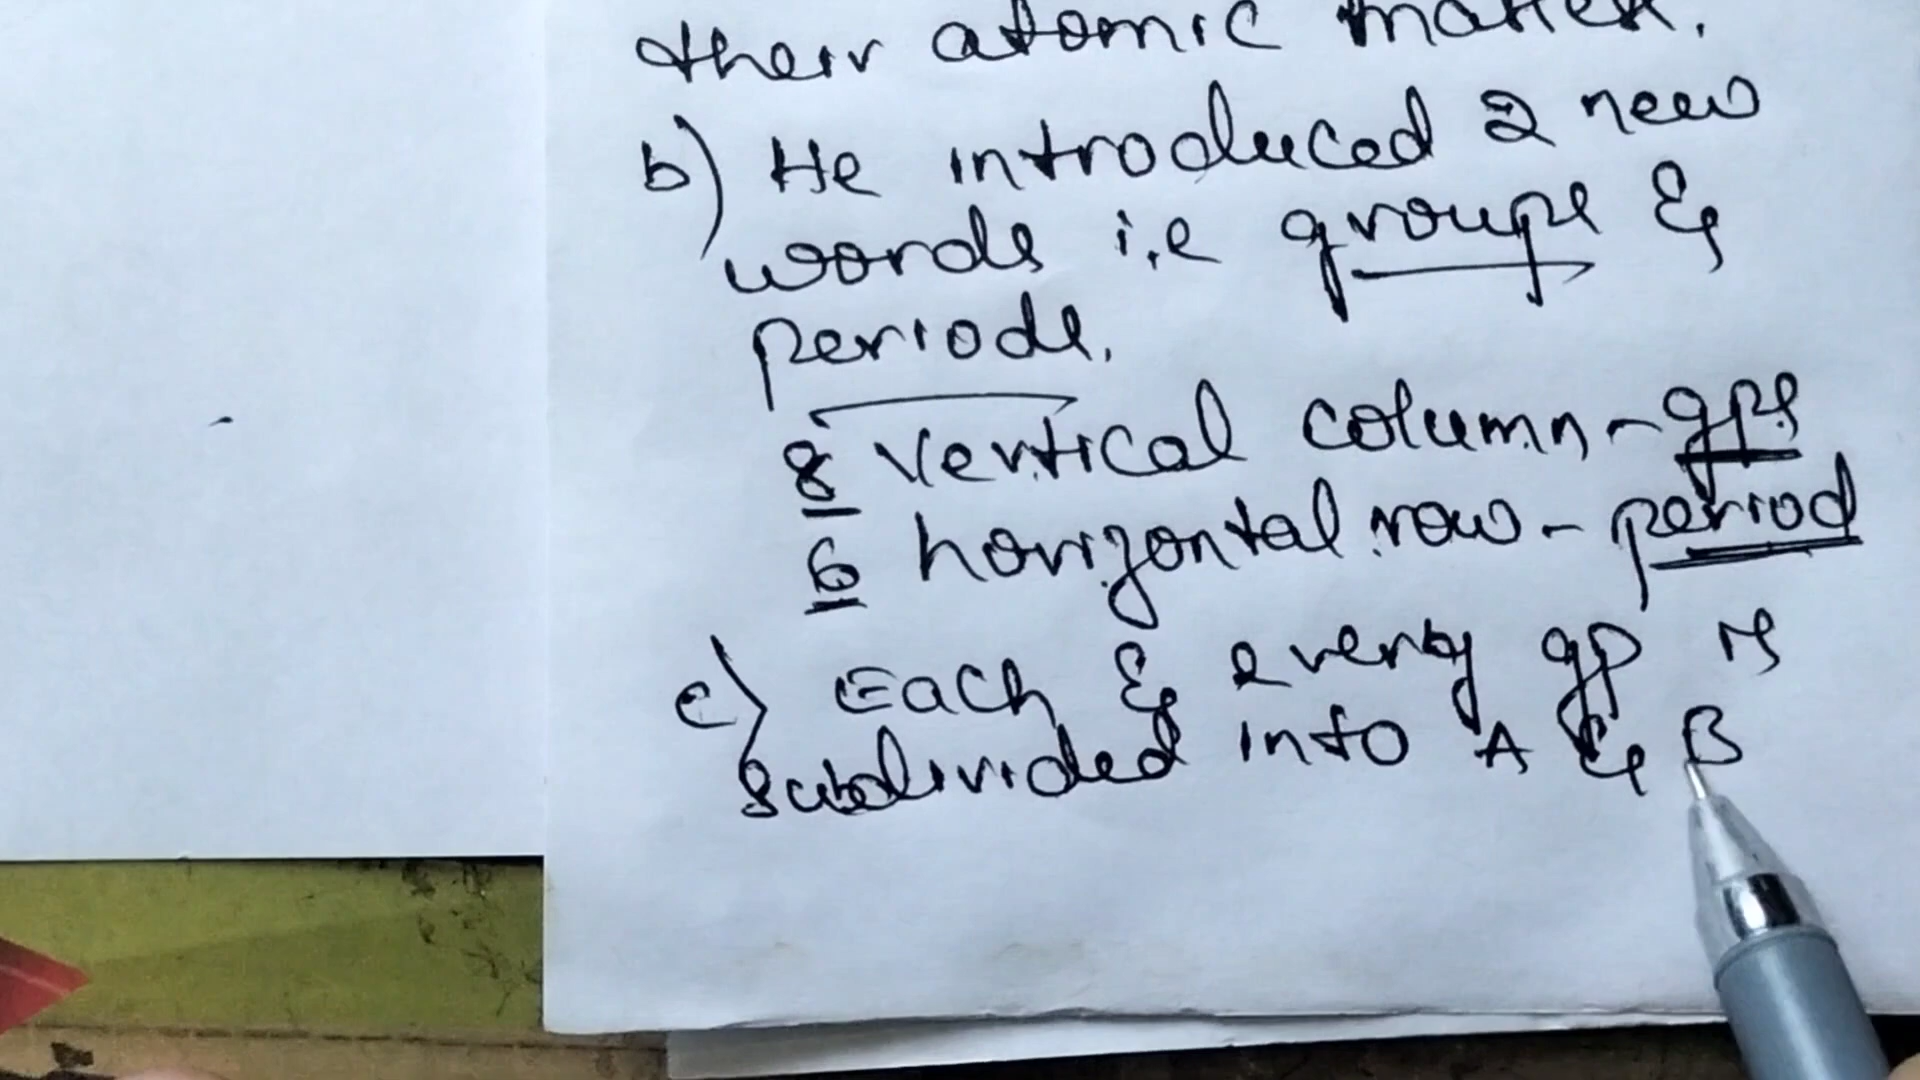 their atomic matter.
b) He introduced 2 new
words i.e groups &
periods.
8 vertical column - gps
6 horizontal row - period
c) Each & every gp is
subdivided into A & B